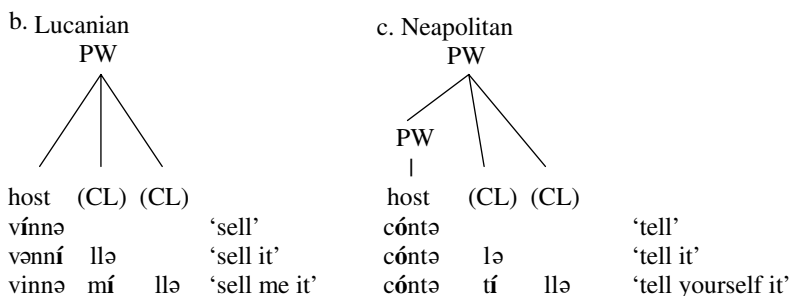 b. Lucanian
PW
host (CL) (CL)
vínnə ‘sell’
vənní llə ‘sell it’
vinnə mí llə ‘sell me it’
c. Neapolitan
PW
PW
host (CL) (CL)
cóntə ‘tell’
cóntə lə ‘tell it’
cóntə tí llə ‘tell yourself it’